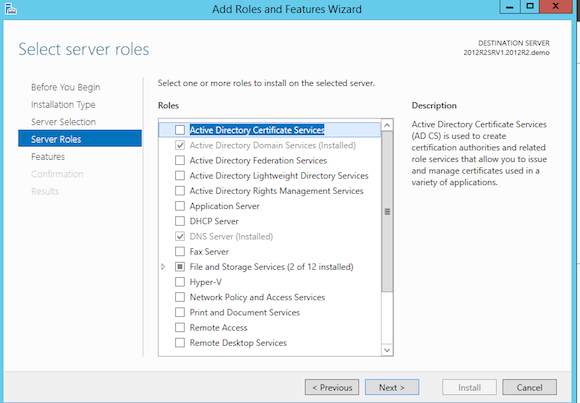 Add Roles and Features Wizard
Select server roles
DESTINATION SERVER
2012R2SRV1.2012R2.demo
Before You Begin
Installation Type
Server Selection
Server Roles
Features
Confirmation
Results
Select one or more roles to install on the selected server.
Roles
Active Directory Certificate Services
Active Directory Domain Services (Installed)
Active Directory Federation Services
Active Directory Lightweight Directory Services
Active Directory Rights Management Services
Application Server
DHCP Server
DNS Server (Installed)
Fax Server
File and Storage Services (2 of 12 installed)
Hyper-V
Network Policy and Access Services
Print and Document Services
Remote Access
Remote Desktop Services
Description
Active Directory Certificate Services
(AD CS) is used to create
certification authorities and related
role services that allow you to issue
and manage certificates used in a
variety of applications.
< Previous
Next >
Install
Cancel